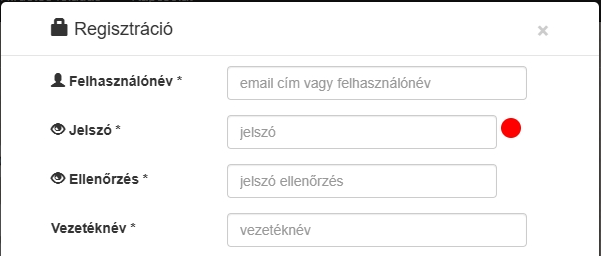 Regisztráció ×
Felhasználónév * email cím vagy felhasználónév
Jelszó * jelszó
Ellenőrzés * jelszó ellenőrzés
Vezetéknév * vezetéknév